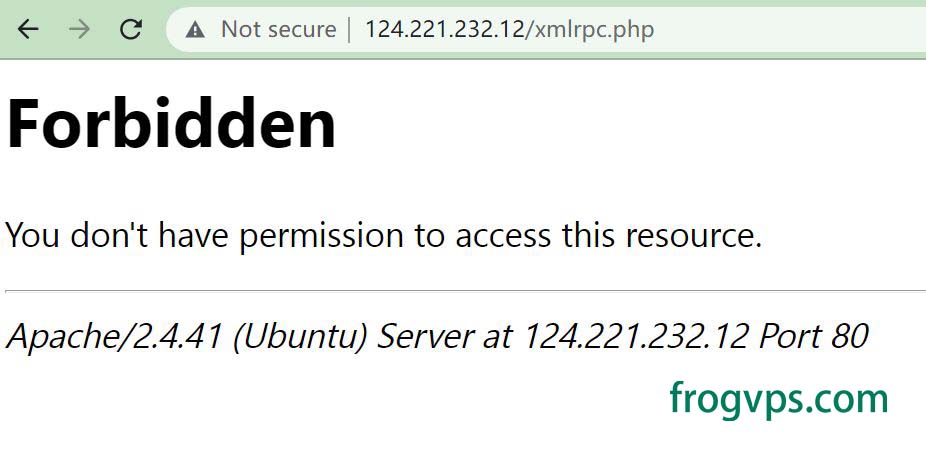 Not secure | 124.221.232.12/xmlrpc.php
Forbidden
You don't have permission to access this resource.
Apache/2.4.41 (Ubuntu) Server at 124.221.232.12 Port 80
frogvps.com